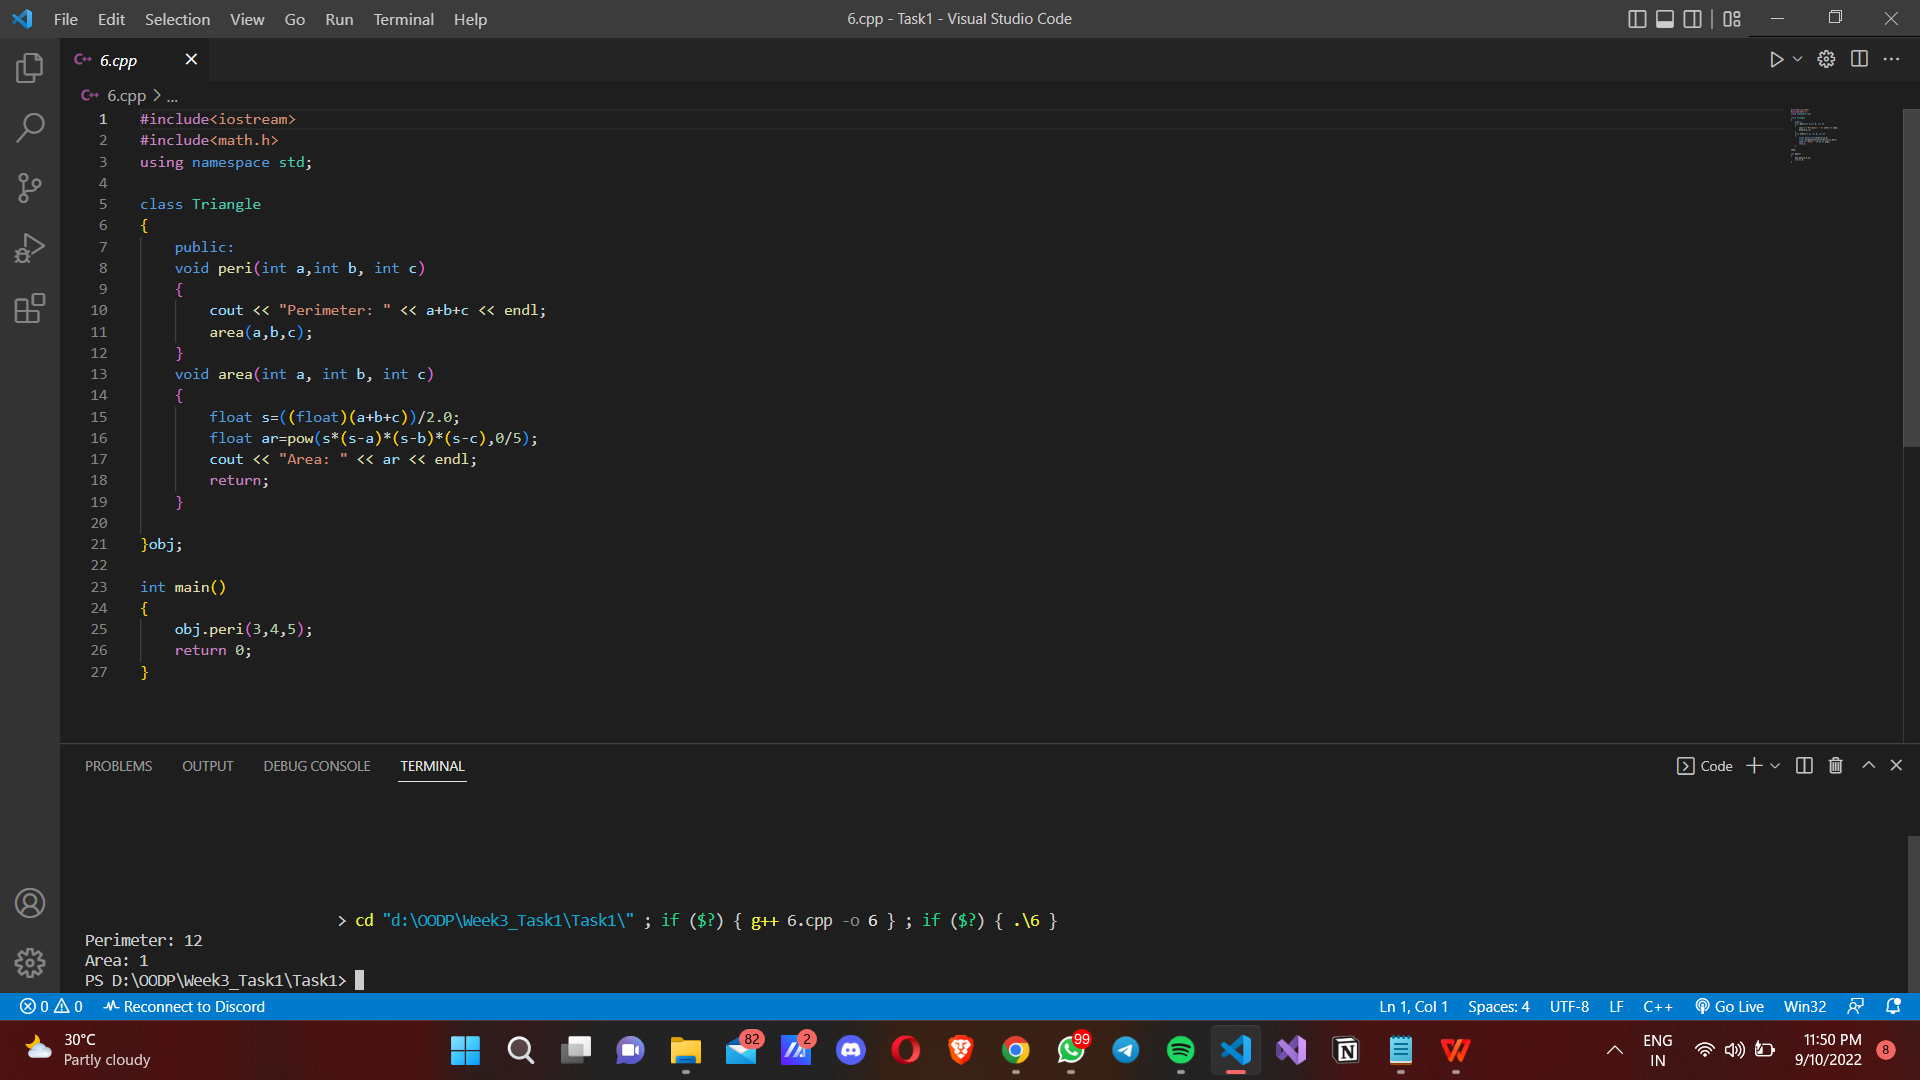 File Edit Selection View Go Run Terminal Help
6.cpp - Task1 - Visual Studio Code
C++ 6.cpp
C++ 6.cpp > ...
1 #include<iostream>
2 #include<math.h>
3 using namespace std;
4
5 class Triangle
6 {
7 public:
8 void peri(int a,int b, int c)
9 {
10 cout << "Perimeter: " << a+b+c << endl;
11 area(a,b,c);
12 }
13 void area(int a, int b, int c)
14 {
15 float s=((float)(a+b+c))/2.0;
16 float ar=pow(s*(s-a)*(s-b)*(s-c),0/5);
17 cout << "Area: " << ar << endl;
18 return;
19 }
20
21 }obj;
22
23 int main()
24 {
25 obj.peri(3,4,5);
26 return 0;
27 }
PROBLEMS OUTPUT DEBUG CONSOLE TERMINAL
Code
> cd "d:\OODP\Week3_Task1\Task1\" ; if ($?) { g++ 6.cpp -o 6 } ; if ($?) { .\6 }
Perimeter: 12
Area: 1
PS D:\OODP\Week3_Task1\Task1>
0 0 Reconnect to Discord
Ln 1, Col 1 Spaces: 4 UTF-8 LF C++ Go Live Win32
30°C
Partly cloudy
82
2
99
ENG
IN
11:50 PM
9/10/2022
8